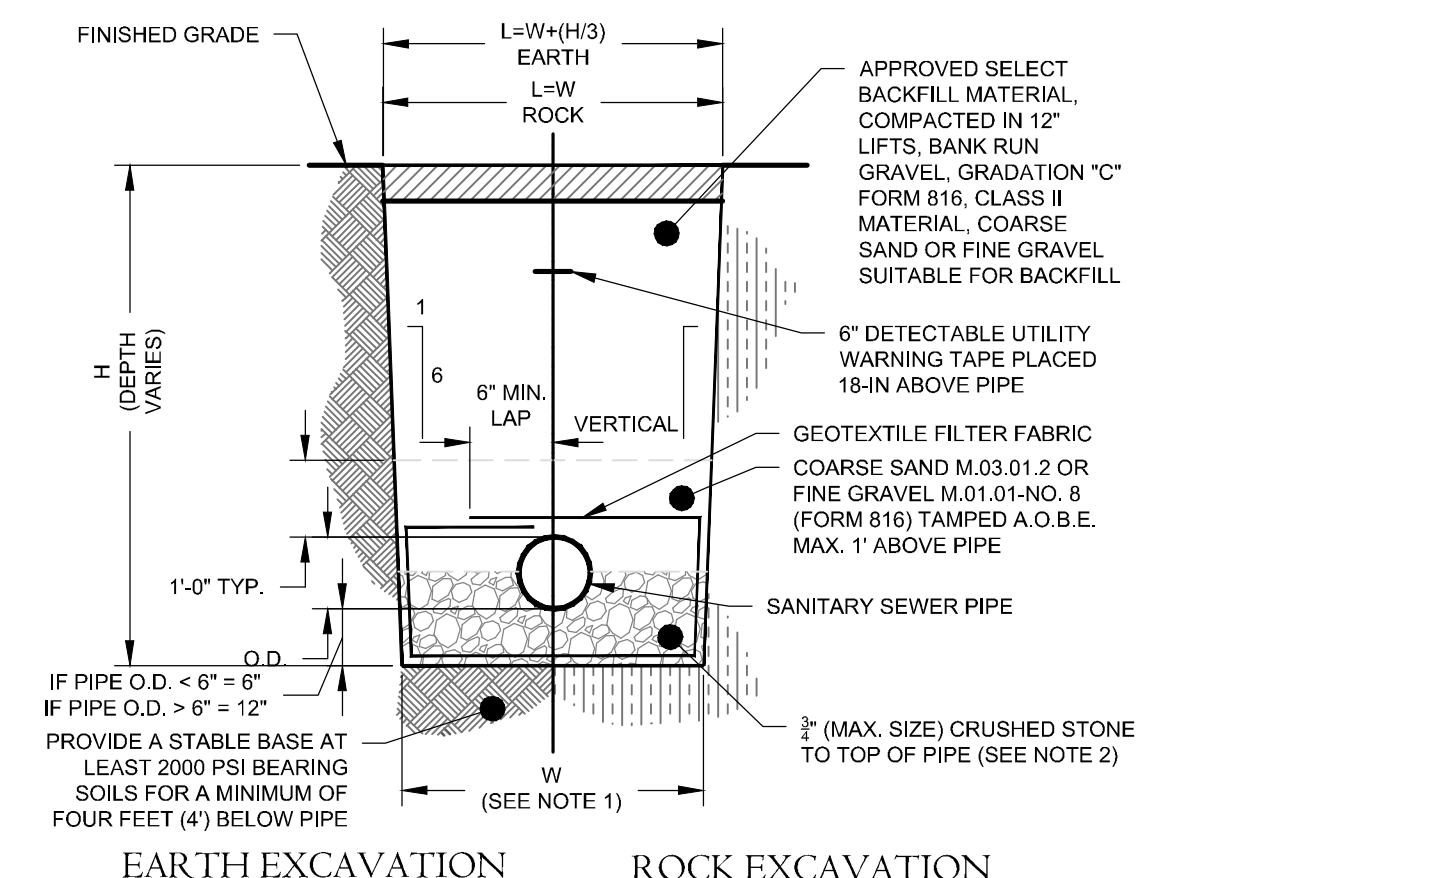 FINISHED GRADE
L=W+(H/3)
EARTH
L=W
ROCK
APPROVED SELECT
BACKFILL MATERIAL,
COMPACTED IN 12"
LIFTS, BANK RUN
GRAVEL, GRADATION "C"
FORM 816, CLASS II
MATERIAL, COARSE
SAND OR FINE GRAVEL
SUITABLE FOR BACKFILL
H
(DEPTH
VARIES)
1
6
6" MIN.
LAP
VERTICAL
6" DETECTABLE UTILITY
WARNING TAPE PLACED
18-IN ABOVE PIPE
GEOTEXTILE FILTER FABRIC
COARSE SAND M.03.01.2 OR
FINE GRAVEL M.01.01-NO. 8
(FORM 816) TAMPED A.O.B.E.
MAX. 1' ABOVE PIPE
1'-0" TYP.
SANITARY SEWER PIPE
O.D.
IF PIPE O.D. < 6" = 6"
IF PIPE O.D. > 6" = 12"
PROVIDE A STABLE BASE AT
LEAST 2000 PSI BEARING
SOILS FOR A MINIMUM OF
FOUR FEET (4') BELOW PIPE
3/4" (MAX. SIZE) CRUSHED STONE
TO TOP OF PIPE (SEE NOTE 2)
W
(SEE NOTE 1)
EARTH EXCAVATION
ROCK EXCAVATION